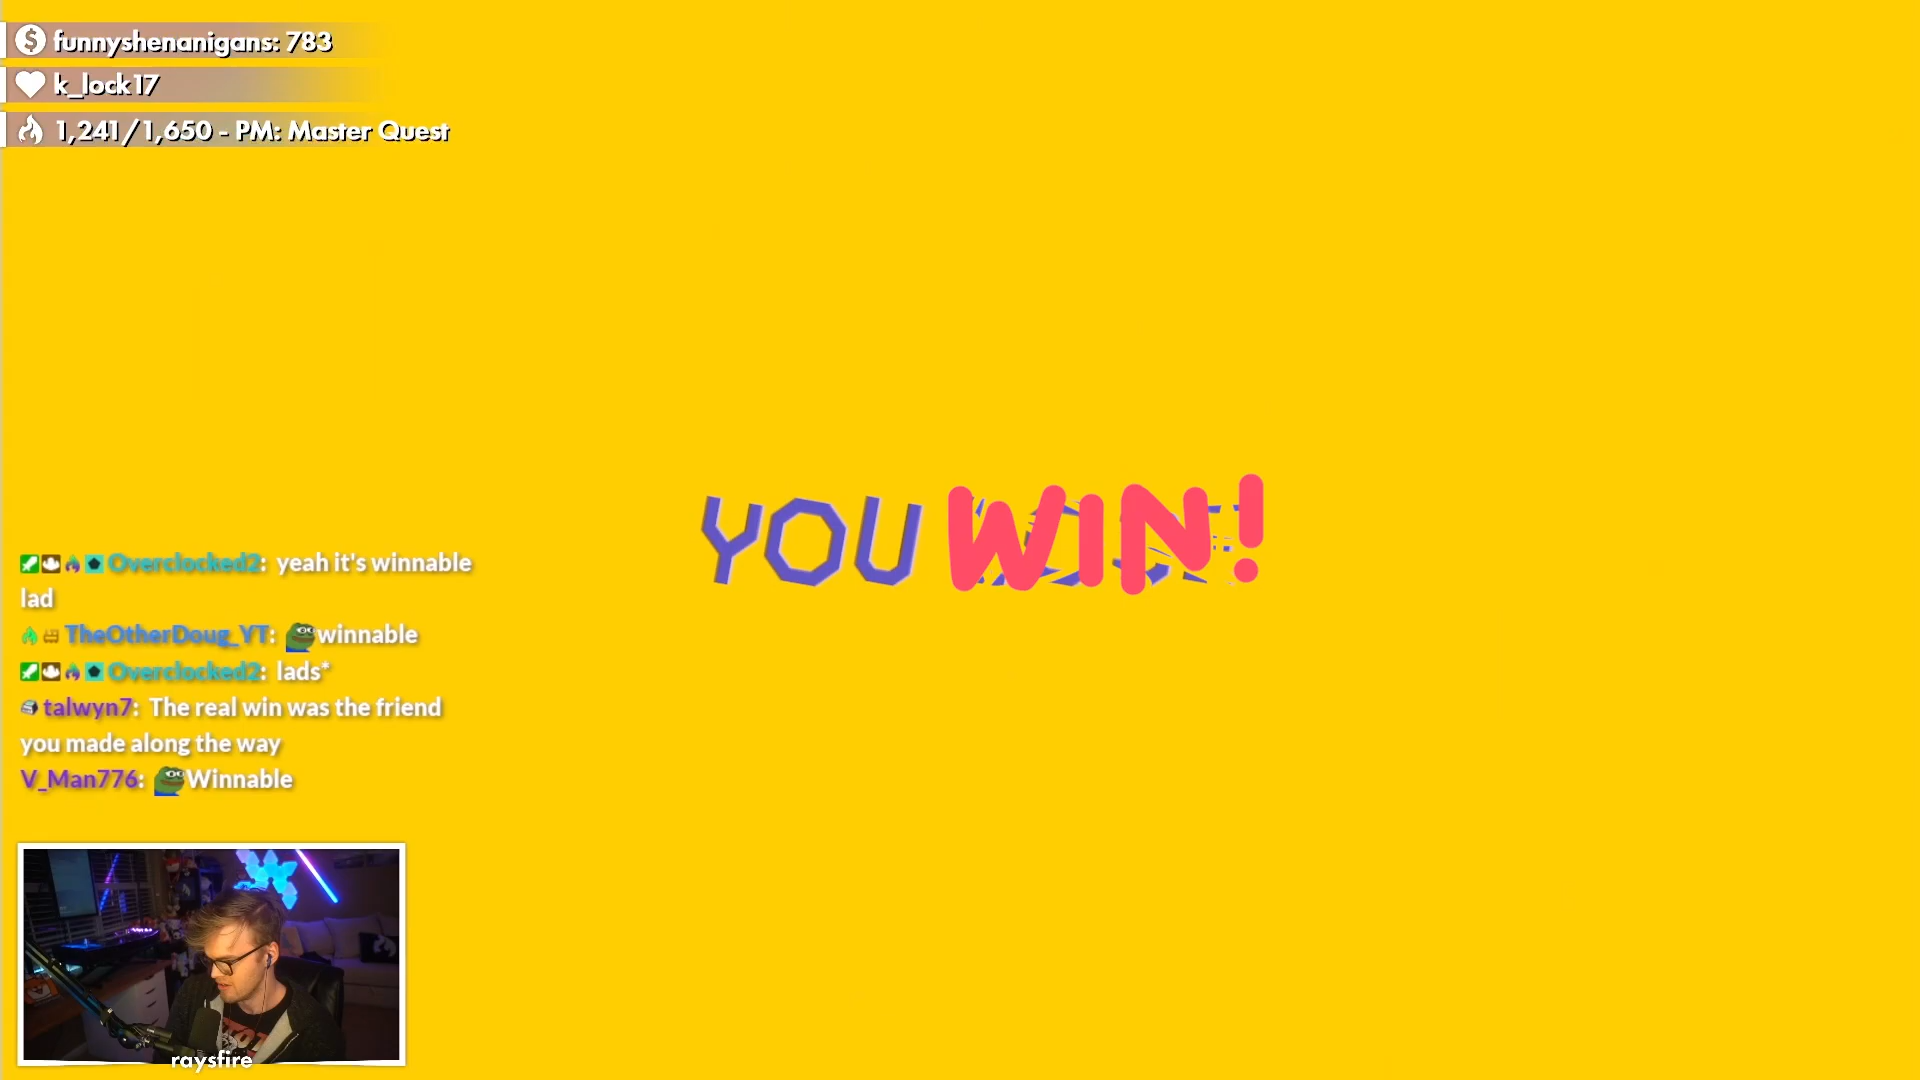 funnyshenanigans: 783
k_lock17
1,241/1,650 - PM: Master Quest
YOU WIN!
Overclocked2: yeah it's winnable
lad
TheOtherDoug_YT: winnable
Overclocked2: lads*
talwyn7: The real win was the friend
you made along the way
V_Man776: Winnable
raysfire